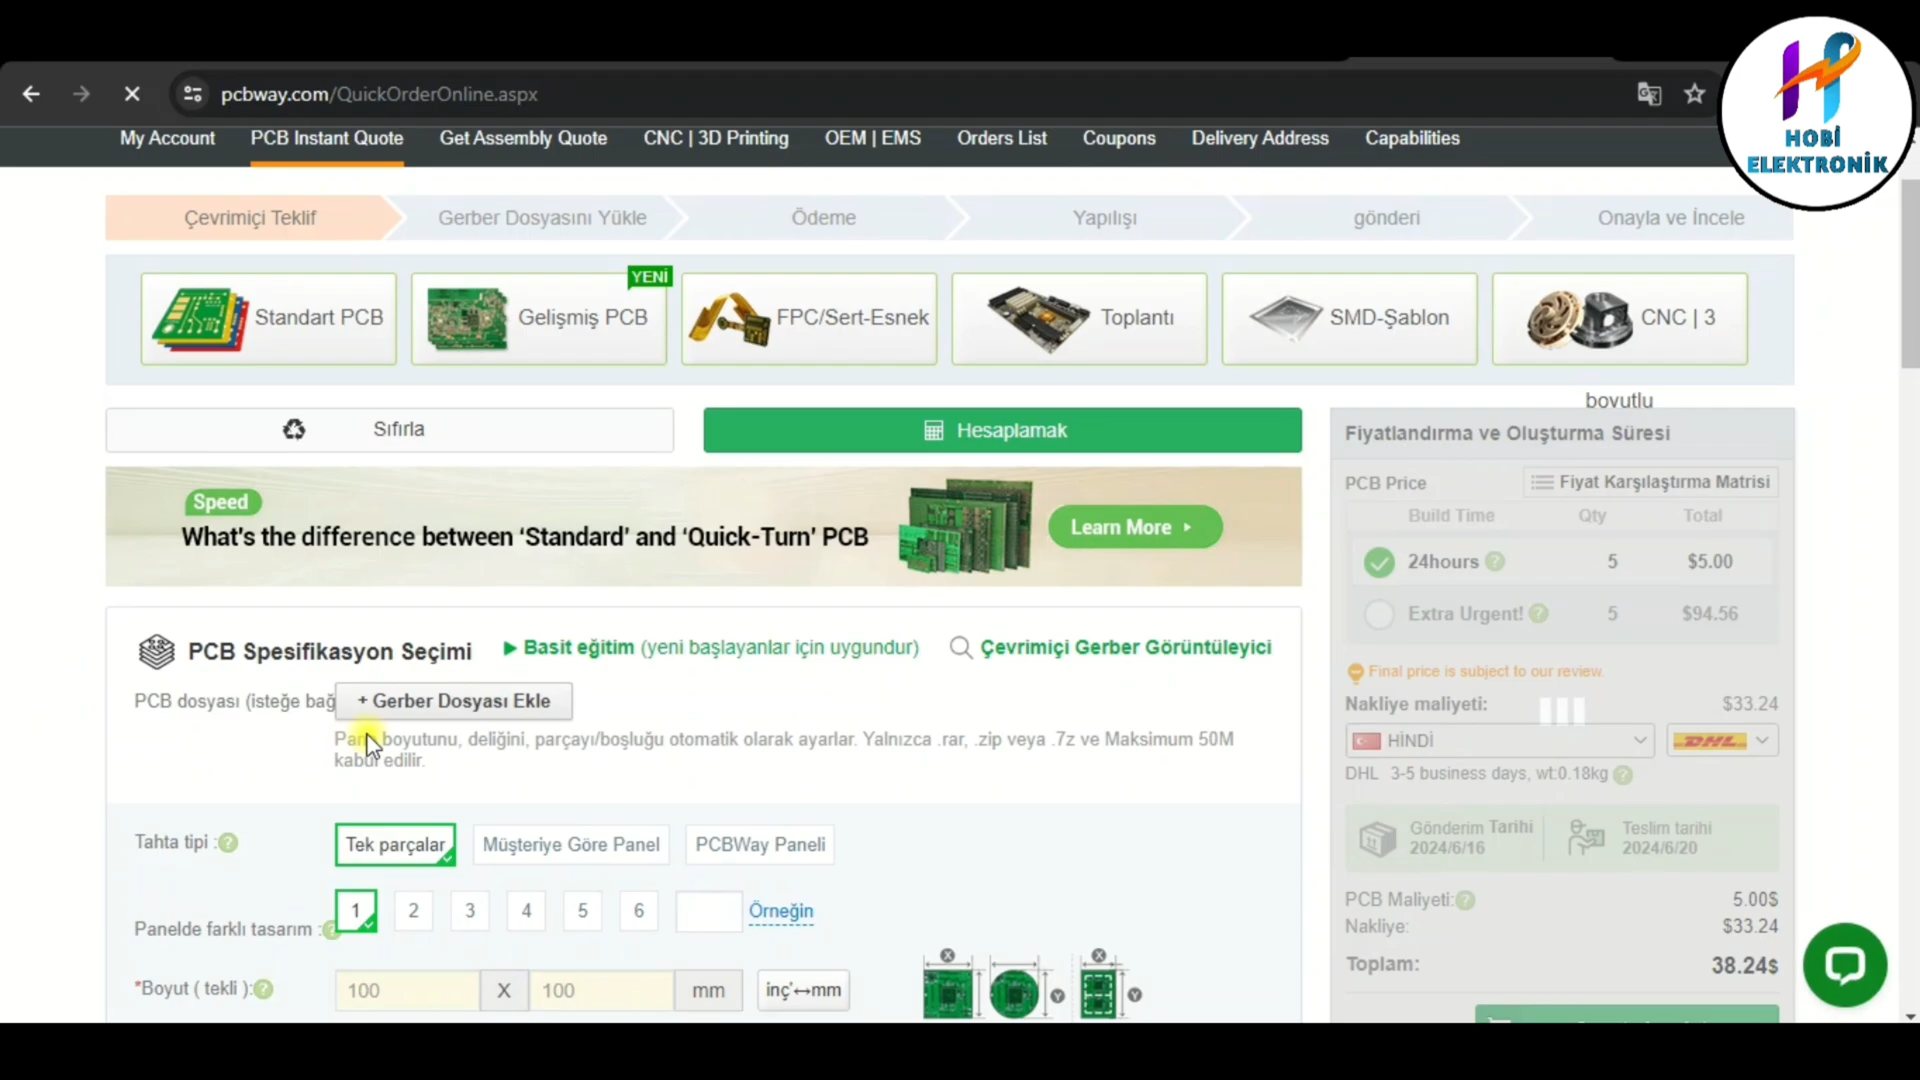 pcbway.com/QuickOrderOnline.aspx
HOBİ
ELEKTRONİK
My Account PCB Instant Quote Get Assembly Quote CNC | 3D Printing OEM | EMS Orders List Coupons Delivery Address Capabilities
Çevrimiçi Teklif Gerber Dosyasını Yükle Ödeme Yapılışı gönderi Onayla ve İncele
YENİ
Standart PCB Gelişmiş PCB FPC/Sert-Esnek Toplantı SMD-Şablon CNC | 3
boyutlu
Sıfırla Hesaplamak
Speed
What's the difference between 'Standard' and 'Quick-Turn' PCB Learn More
PCB Spesifikasyon Seçimi Basit eğitim (yeni başlayanlar için uygundur) Çevrimiçi Gerber Görüntüleyici
PCB dosyası (isteğe bağ + Gerber Dosyası Ekle
boyutunu, deliğini, parçayı/boşluğu otomatik olarak ayarlar. Yalnızca .rar, .zip veya .7z ve Maksimum 50M
kabul edilir.
Tahta tipi : Tek parçalar Müşteriye Göre Panel PCBWay Paneli
Panelde farklı tasarım : 1 2 3 4 5 6 Örneğin
*Boyut ( tekli ): 100 X 100 mm inç↔mm
X X
Y Y
Fiyatlandırma ve Oluşturma Süresi
PCB Price Fiyat Karşılaştırma Matrisi
Build Time Qty Total
24hours 5 $5.00
Extra Urgent! 5 $94.56
Final price is subject to our review.
Nakliye maliyeti: $33.24
HİNDİ DHL
DHL 3-5 business days, wt:0.18kg
Gönderim Tarihi Teslim tarihi
2024/6/16 2024/6/20
PCB Maliyeti: 5.00$
Nakliye: $33.24
Toplam: 38.24$